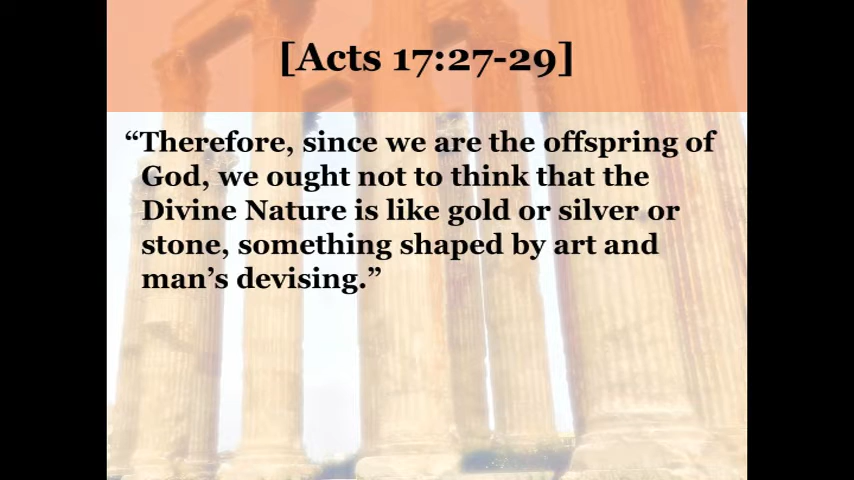 [Acts 17:27-29]
“Therefore, since we are the offspring of
God, we ought not to think that the
Divine Nature is like gold or silver or
stone, something shaped by art and
man’s devising.”